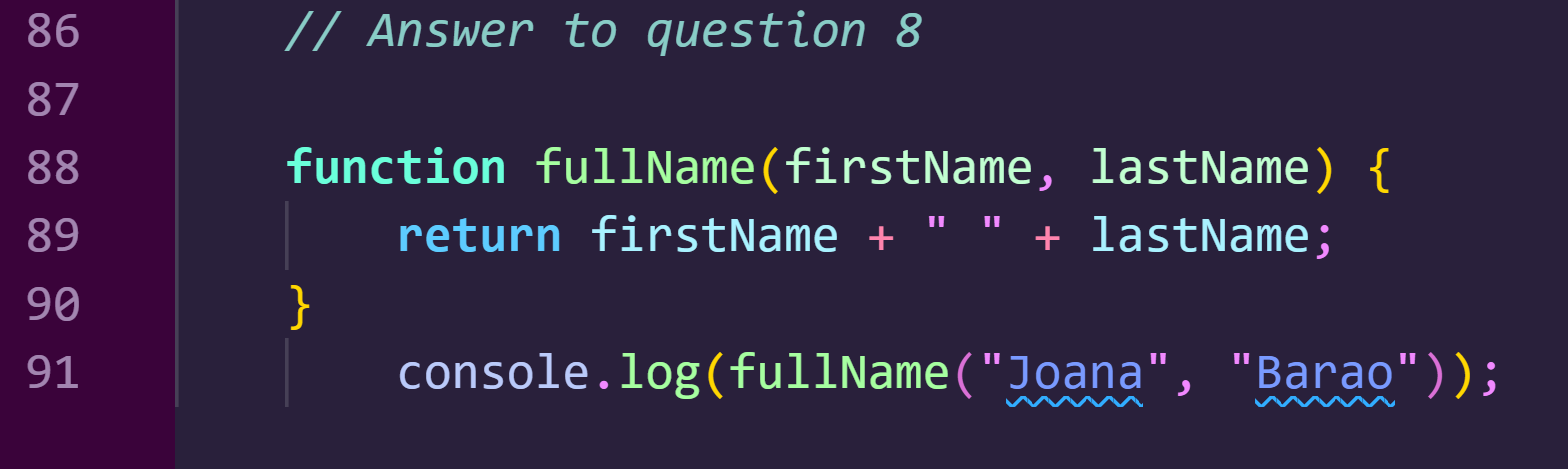 86 // Answer to question 8
87
88 function fullName(firstName, lastName) {
89 return firstName + " " + lastName;
90 }
91 console.log(fullName("Joana", "Barao"));